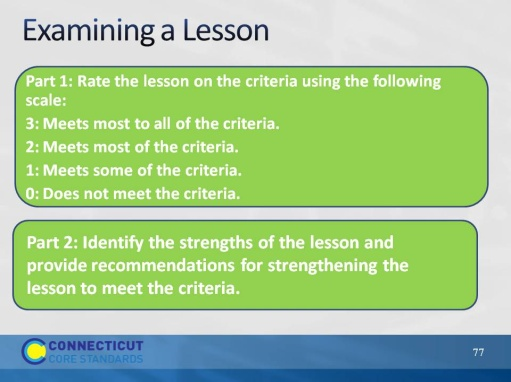 Examining a Lesson
Part 1: Rate the lesson on the criteria using the following
scale:
3: Meets most to all of the criteria.
2: Meets most of the criteria.
1: Meets some of the criteria.
0: Does not meet the criteria.
Part 2: Identify the strengths of the lesson and
provide recommendations for strengthening the
lesson to meet the criteria.
CONNECTICUT
CORE STANDARDS
77